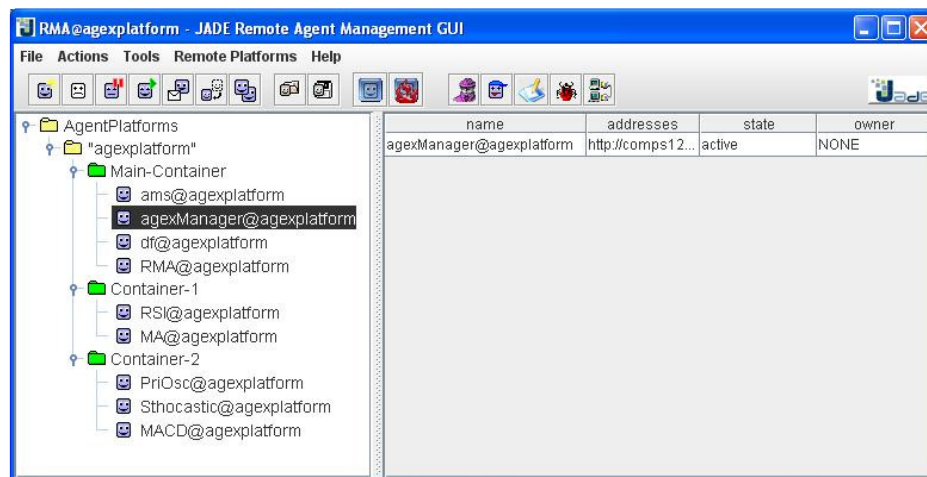 RMA@agexplatform - JADE Remote Agent Management GUI
File Actions Tools Remote Platforms Help
Jade
AgentPlatforms
"agexplatform"
Main-Container
ams@agexplatform
agexManager@agexplatform
df@agexplatform
RMA@agexplatform
Container-1
RSI@agexplatform
MA@agexplatform
Container-2
PriOsc@agexplatform
Sthocastic@agexplatform
MACD@agexplatform
name addresses state owner
agexManager@agexplatform http://comps12... active NONE